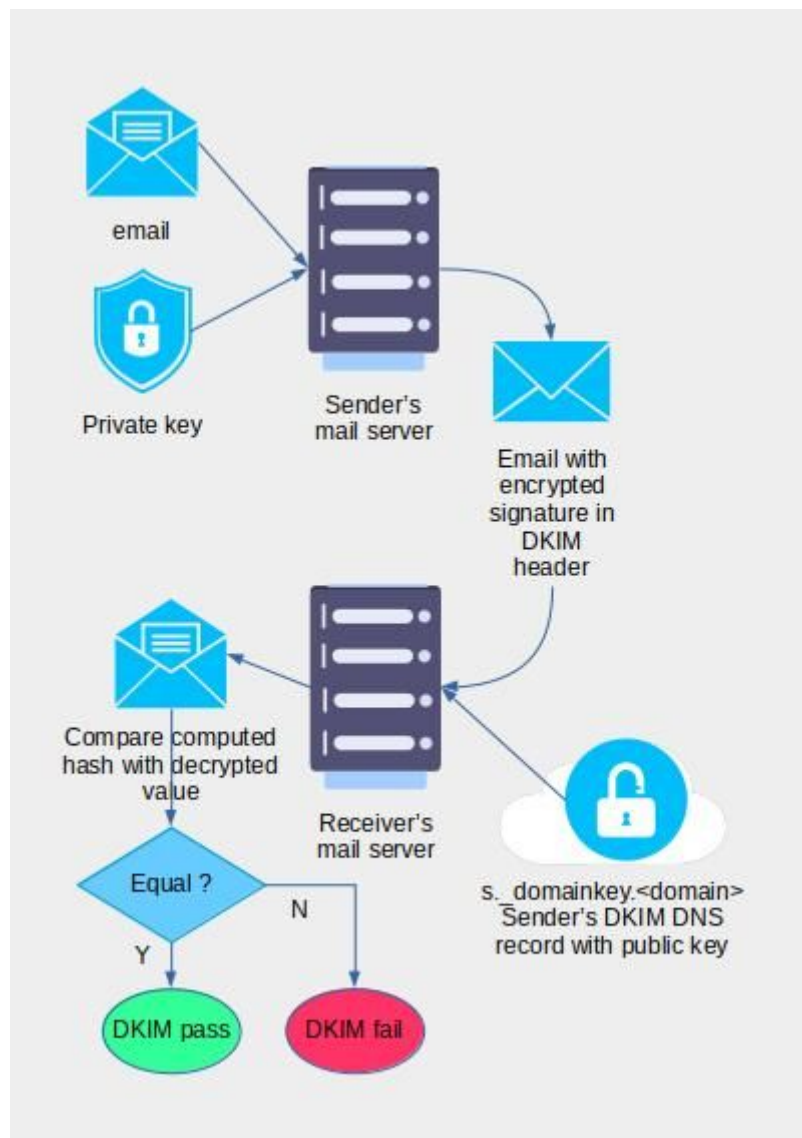 email
Private key
Sender's
mail server
Email with
encrypted
signature in
DKIM
header
Compare computed
hash with decrypted
value
Receiver's
mail server
s._domainkey.<domain>
Sender's DKIM DNS
record with public key
Equal ?
N
Y
DKIM pass
DKIM fail